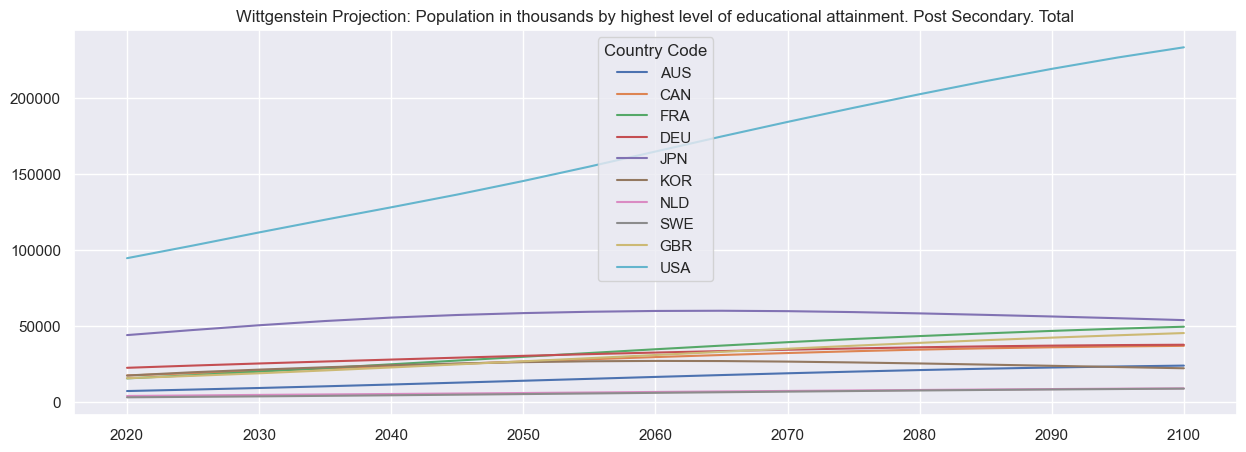 Wittgenstein Projection: Population in thousands by highest level of educational attainment. Post Secondary. Total
Country Code
AUS
CAN
FRA
DEU
JPN
KOR
NLD
SWE
GBR
USA
200000
150000
100000
50000
0
2020 2030 2040 2050 2060 2070 2080 2090 2100